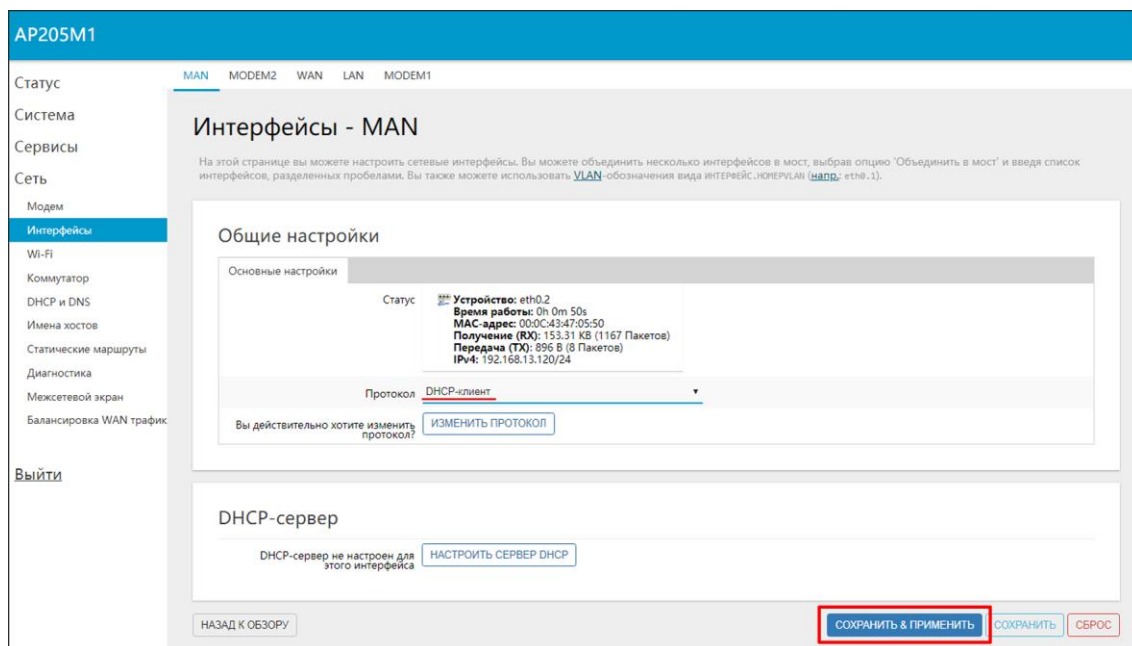 AP205M1
Статус
Система
Сервисы
Сеть
Модем
Интерфейсы
Wi-Fi
Коммутатор
DHCP и DNS
Имена хостов
Статические маршруты
Диагностика
Межсетевой экран
Балансировка WAN трафик
Выйти
MAN MODEM2 WAN LAN MODEM1
Интерфейсы - MAN
На этой странице вы можете настроить сетевые интерфейсы. Вы можете объединить несколько интерфейсов в мост, выбрав опцию 'Объединить в мост' и введя список
интерфейсов, разделенных пробелами. Вы также можете использовать VLAN-обозначения вида ИНТЕРФЕЙС.НОМЕРVLAN (напр.: eth0.1).
Общие настройки
Основные настройки
Статус
Устройство: eth0.2
Время работы: 0h 0m 50s
MAC-адрес: 00:0C:43:47:05:50
Получение (RX): 153.31 KB (1167 Пакетов)
Передача (TX): 896 B (8 Пакетов)
IPv4: 192.168.13.120/24
Протокол DHCP-клиент
Вы действительно хотите изменить
протокол?
ИЗМЕНИТЬ ПРОТОКОЛ
DHCP-сервер
DHCP-сервер не настроен для
этого интерфейса
НАСТРОИТЬ СЕРВЕР DHCP
НАЗАД К ОБЗОРУ СОХРАНИТЬ & ПРИМЕНИТЬ СОХРАНИТЬ СБРОС